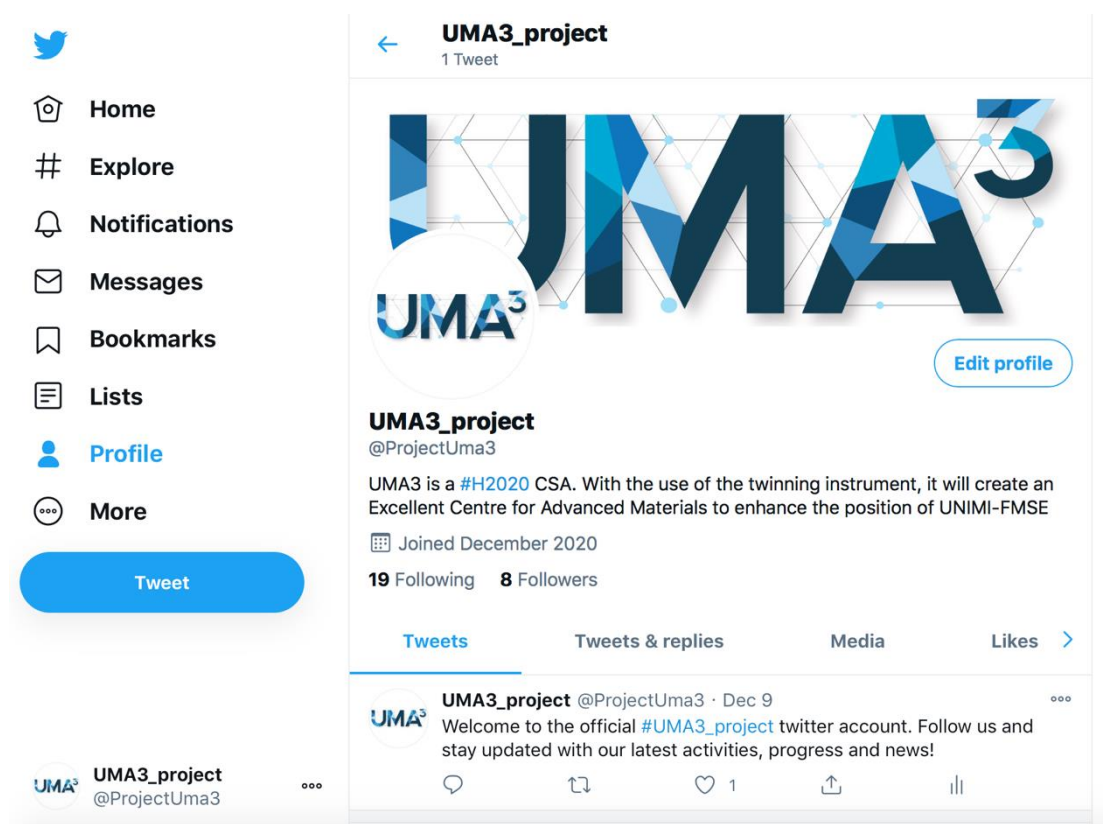 UMA3_project
1 Tweet
Home
Explore
Notifications
Messages
Bookmarks
Lists
Profile
More
Tweet
UMA3_project
@ProjectUma3
UMA³
UMA³
Edit profile
UMA3_project
@ProjectUma3
UMA3 is a #H2020 CSA. With the use of the twinning instrument, it will create an
Excellent Centre for Advanced Materials to enhance the position of UNIMI-FMSE
Joined December 2020
19 Following 8 Followers
Tweets Tweets & replies Media Likes
UMA³
UMA3_project @ProjectUma3 · Dec 9
Welcome to the official #UMA3_project twitter account. Follow us and
stay updated with our latest activities, progress and news!
1
UMA³